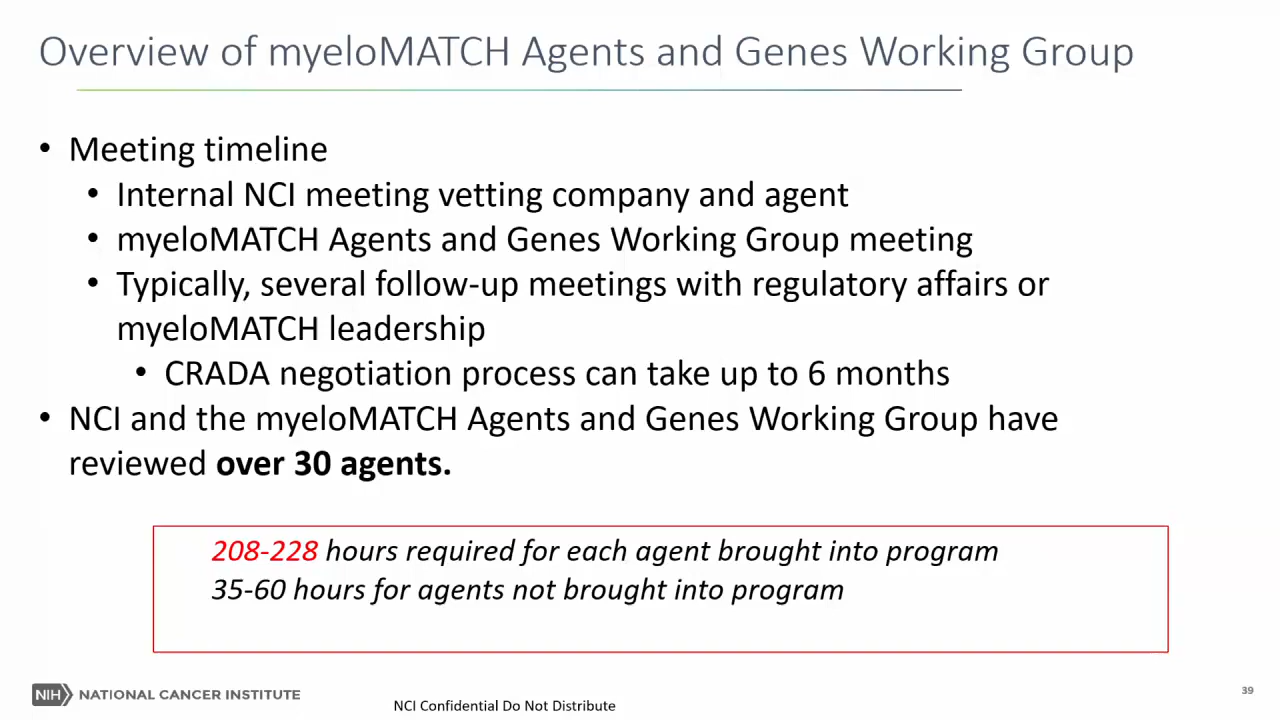 Overview of myeloMATCH Agents and Genes Working Group
• Meeting timeline
• Internal NCI meeting vetting company and agent
• myeloMATCH Agents and Genes Working Group meeting
• Typically, several follow-up meetings with regulatory affairs or
myeloMATCH leadership
• CRADA negotiation process can take up to 6 months
• NCI and the myeloMATCH Agents and Genes Working Group have
reviewed over 30 agents.
208-228 hours required for each agent brought into program
35-60 hours for agents not brought into program
NIH NATIONAL CANCER INSTITUTE
NCI Confidential Do Not Distribute
39